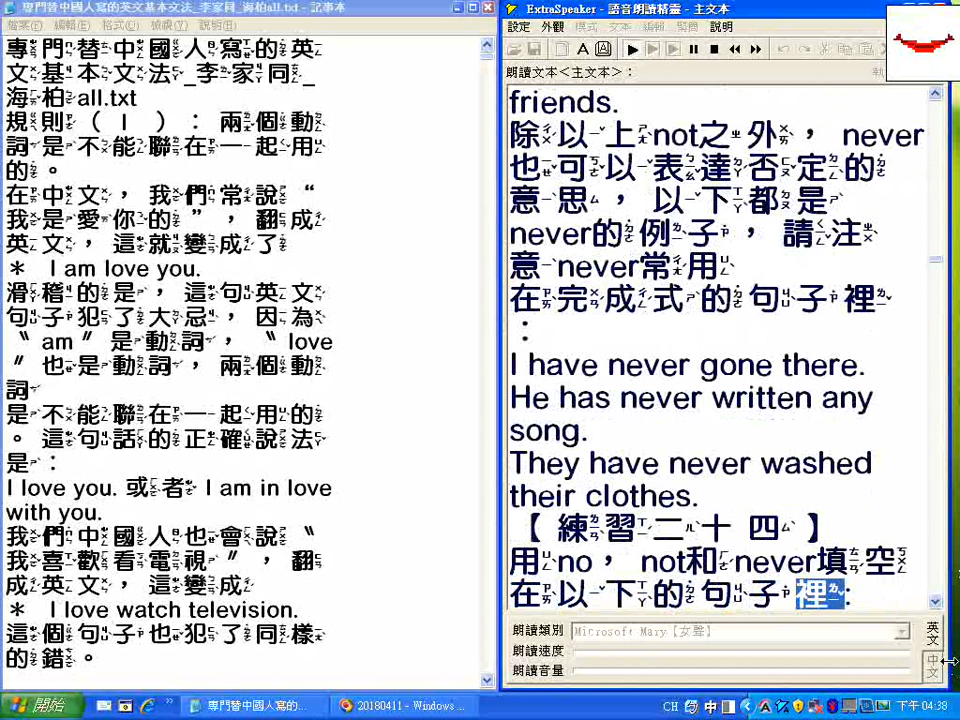 專門替中國人寫的英文基本文法_李家同_海柏all.txt - 記事本
檔案(F) 編輯(E) 格式(O) 檢視(V) 說明(H)
專門替中國人寫的英
文基本文法_李家同_
海柏all.txt
規則（1）：兩個動
詞是不能聯在一起用
的。
在中文，我們常說“
我是愛你的”，翻成
英文，這就變成了
＊ I am love you.
滑稽的是，這句英文
句子犯了大忌，因為
〝am〞是動詞，〝love
〞也是動詞，兩個動
詞
是不能聯在一起用的
。這句話的正確說法
是：
I love you. 或者 I am in love
with you.
我們中國人也會說〝
我喜歡看電視〞，翻
成英文，這變成
＊ I love watch television.
這個句子也犯了同樣
的錯。
ExtraSpeaker - 語音朗讀精靈 - 主文本
設定 外觀 模式 文本 編輯 幫閱 說明
朗讀文本<主文本>：
friends.
除以上not之外，never
也可以表達否定的
意思，以下都是
never的例子，請注
意never常用
在完成式的句子裡
：
I have never gone there.
He has never written any
song.
They have never washed
their clothes.
【練習二十四】
用no，not和never填空
在以下的句子裡:
朗讀類別 Microsoft Mary【女聲】
朗讀速度
朗讀音量
英文
中文
開始
專門替中國人寫的...
20180411 - Windows ...
CH 中
下午 04:38